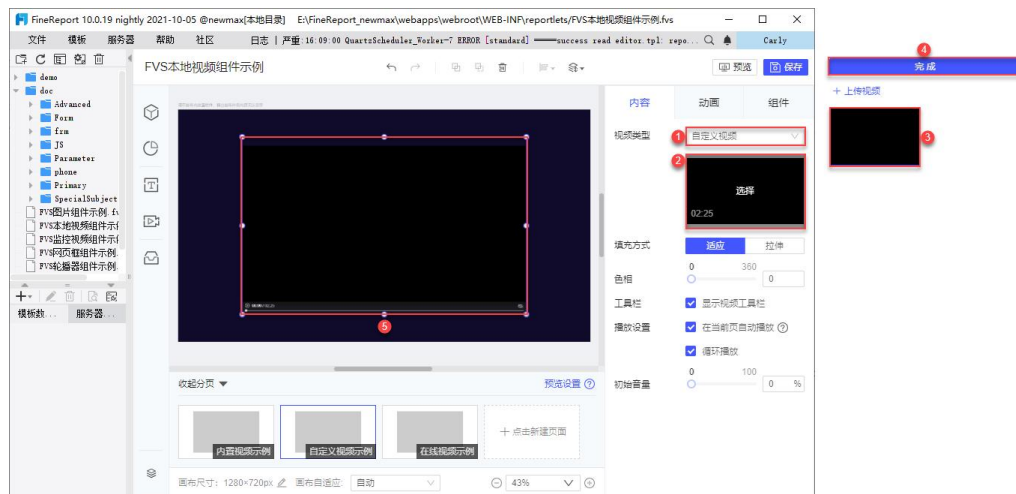 FineReport 10.0.19 nightly 2021-10-05 @newmax[本地目录] E:\FineReport_newmax\webapps\webroot\WEB-INF\reportlets/FVS本地视频组件示例.fvs
文件 模板 服务器 帮助 社区 日志 | 严重:16:09:00 QuartzScheduler_Worker-7 ERROR [standard] ━━━success read editor.tpl: repo... Carly
FVS本地视频组件示例 预览 保存
demo
doc
Advanced
Form
frm
JS
Parameter
phone
Primary
SpecialSubject
FVS图片组件示例. fv
FVS本地视频组件示例
FVS监控视频组件示例
FVS网页框组件示例.
FVS轮播器组件示例.
模板数... 服务器...
内容 动画 组件
视频类型 1 自定义视频
2
选择
02:25
填充方式 适应 拉伸
0 360
色相 0
工具栏 显示视频工具栏
播放设置 在当前页自动播放
循环播放
0 100
初始音量 0 %
5
收起分页 预览设置
内置视频示例 自定义视频示例 在线视频示例 + 点击新建页面
画布尺寸: 1280×720px 画布自适应: 自动 43%
4
完成
+ 上传视频
3